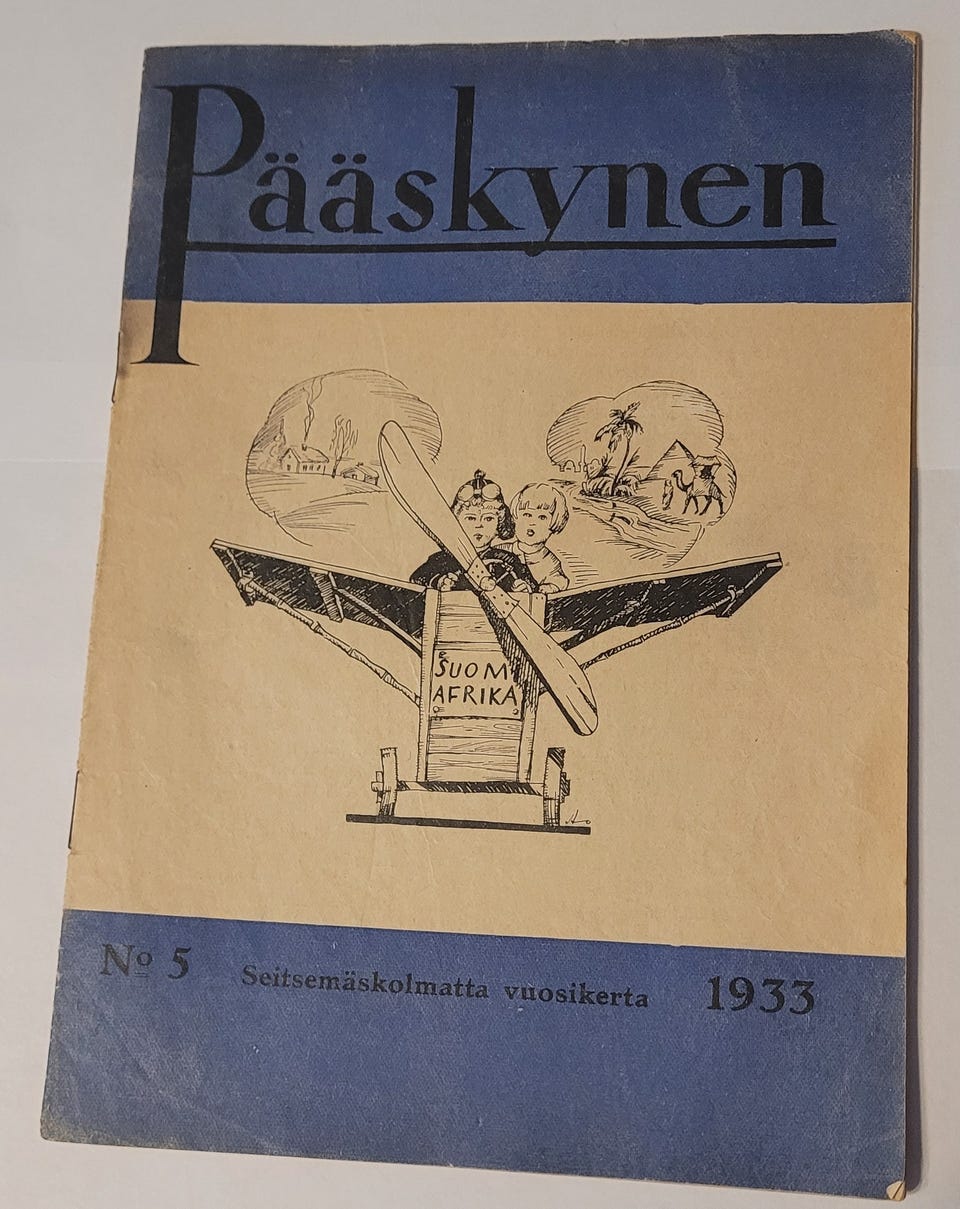 Pääskynen
SUOMI
AFRIKA
No 5 Seitsemäskolmatta vuosikerta 1933